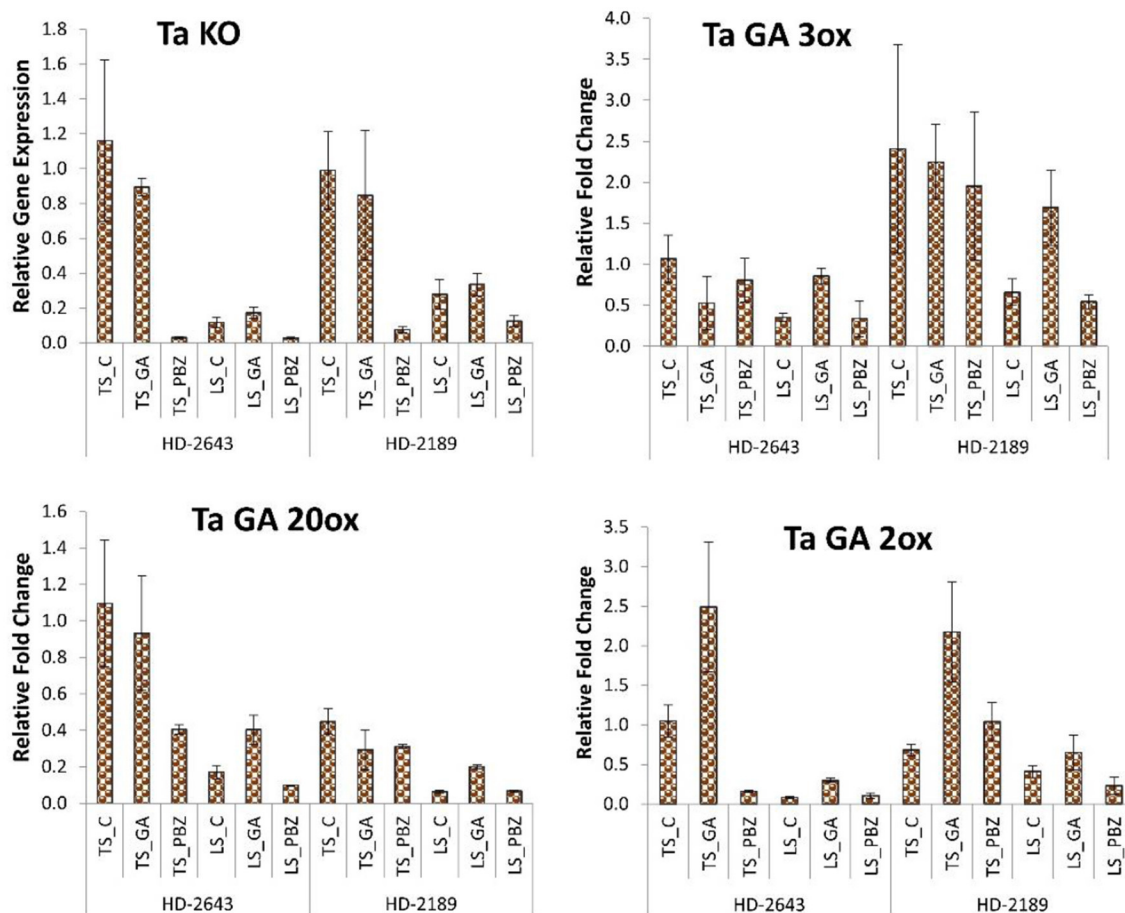 Ta KO
Relative Gene Expression
1.8
1.6
1.4
1.2
1.0
0.8
0.6
0.4
0.2
0.0
TS_C
TS_GA
TS_PBZ
LS_C
LS_GA
LS_PBZ
TS_C
TS_GA
TS_PBZ
LS_C
LS_GA
LS_PBZ
HD-2643
HD-2189
Ta GA 3ox
Relative Fold Change
4.0
3.5
3.0
2.5
2.0
1.5
1.0
0.5
0.0
TS_C
TS_GA
TS_PBZ
LS_C
LS_GA
LS_PBZ
TS_C
TS_GA
TS_PBZ
LS_C
LS_GA
LS_PBZ
HD-2643
HD-2189
Ta GA 20ox
Relative Fold Change
1.6
1.4
1.2
1.0
0.8
0.6
0.4
0.2
0.0
TS_C
TS_GA
TS_PBZ
LS_C
LS_GA
LS_PBZ
TS_C
TS_GA
TS_PBZ
LS_C
LS_GA
LS_PBZ
HD-2643
HD-2189
Ta GA 2ox
Relative Fold Change
3.5
3.0
2.5
2.0
1.5
1.0
0.5
0.0
TS_C
TS_GA
TS_PBZ
LS_C
LS_GA
LS_PBZ
TS_C
TS_GA
TS_PBZ
LS_C
LS_GA
LS_PBZ
HD-2643
HD-2189